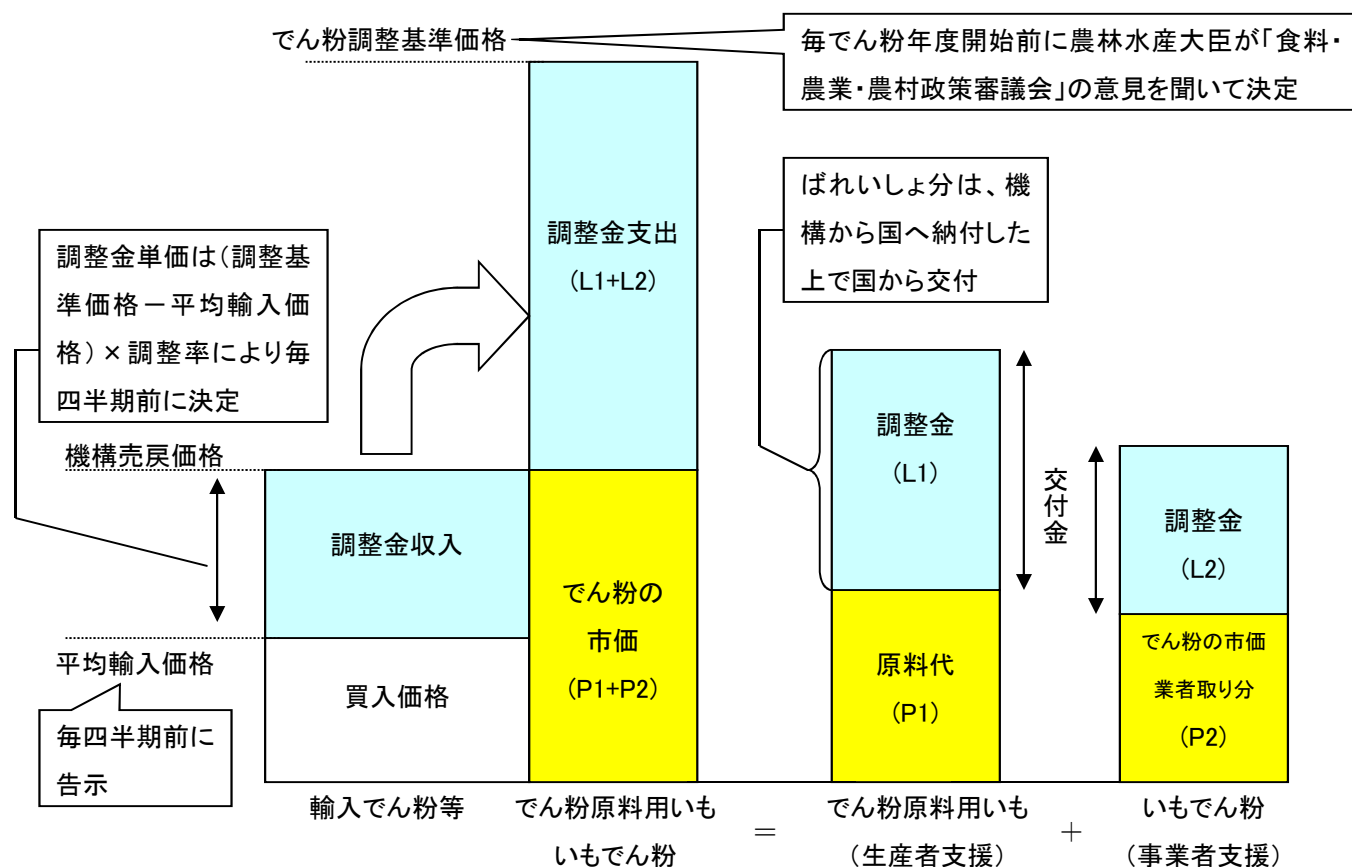 でん粉調整基準価格
毎でん粉年度開始前に農林水産大臣が「食料・
農業・農村政策審議会」の意見を聞いて決定
調整金単価は(調整基
準価格-平均輸入価
格)×調整率により毎
四半期前に決定
調整金支出
(L1+L2)
ばれいしょ分は、機
構から国へ納付した
上で国から交付
機構売戻価格
調整金収入
でん粉の
市価
(P1+P2)
調整金
(L1)
交付金
調整金
(L2)
平均輸入価格
毎四半期前に
告示
買入価格
原料代
(P1)
でん粉の市価
業者取り分
(P2)
輸入でん粉等
でん粉原料用いも
いもでん粉
=
でん粉原料用いも
(生産者支援)
+
いもでん粉
(事業者支援)